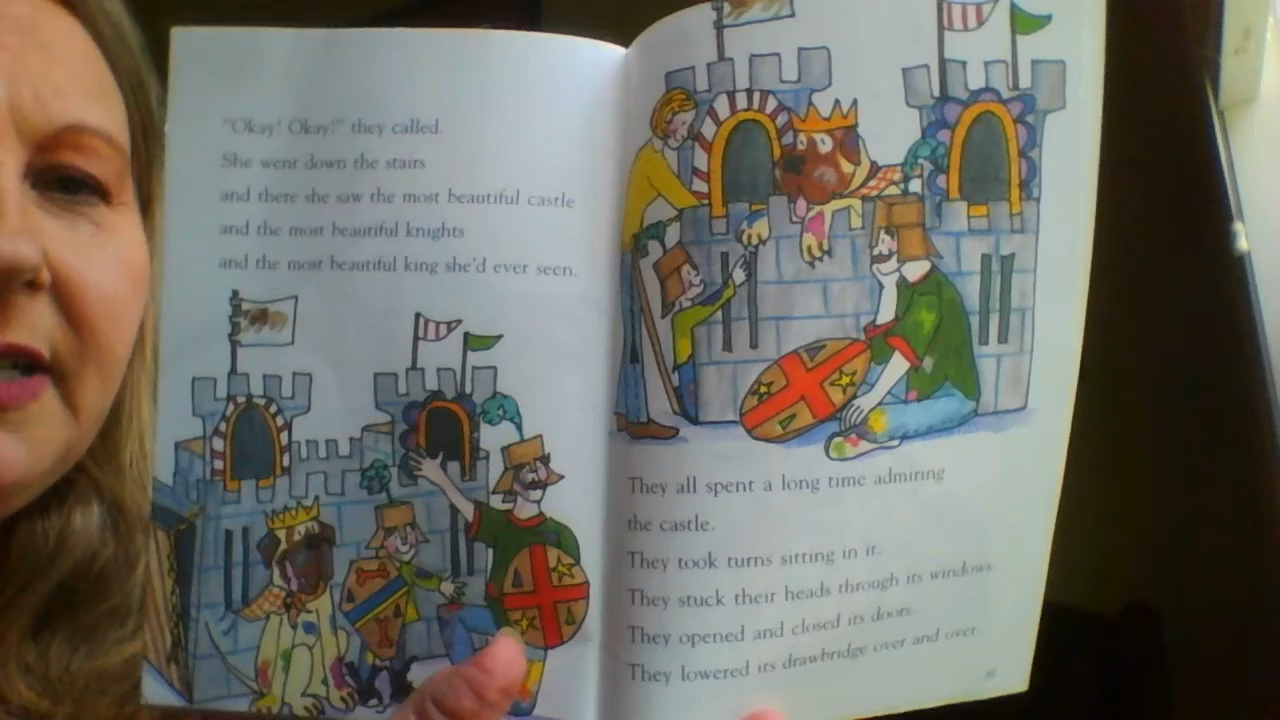 "Okay! Okay!" they called.
She went down the stairs
and there she saw the most beautiful castle
and the most beautiful knights
and the most beautiful king she'd ever seen.
They all spent a long time admiring
the castle.
They took turns sitting in it.
They stuck their heads through its windows.
They opened and closed its doors.
They lowered its drawbridge over and over.